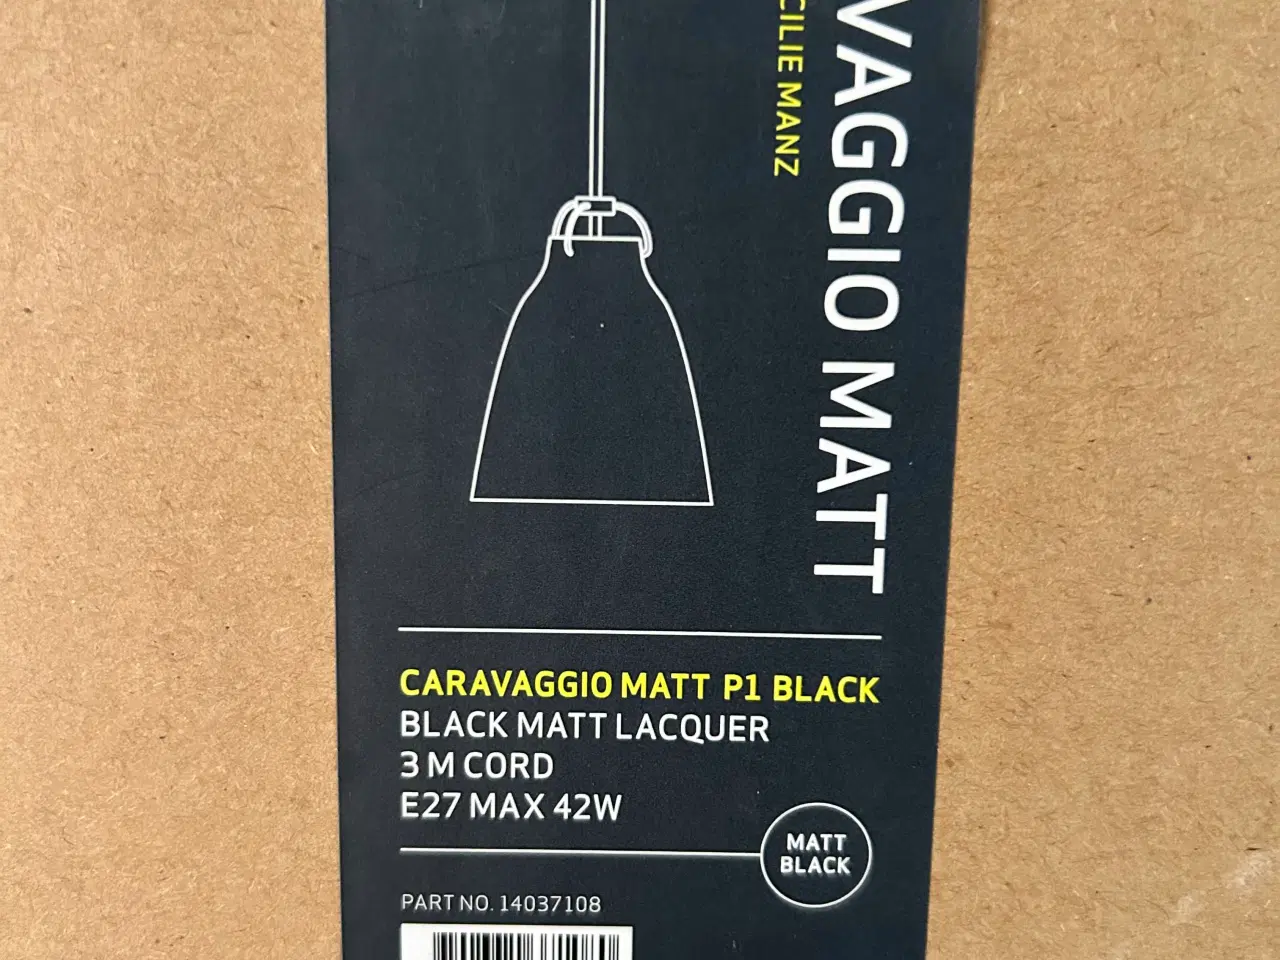 VAGGIO MATT
CILIE MANZ
CARAVAGGIO MATT P1 BLACK
BLACK MATT LACQUER
3 M CORD
E27 MAX 42W
MATT
BLACK
PART NO. 14037108